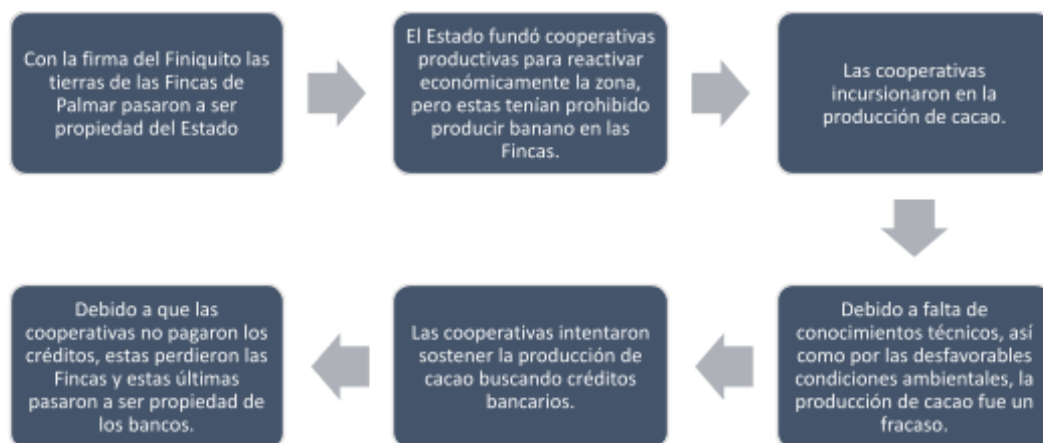 Con la firma del Finiquito las
tierras de las Fincas de
Palmar pasaron a ser
propiedad del Estado
El Estado fundó cooperativas
productivas para reactivar
económicamente la zona,
pero estas tenían prohibido
producir banano en las
Fincas.
Las cooperativas
incursionaron en la
producción de cacao.
Debido a falta de
conocimientos técnicos, así
como por las desfavorables
condiciones ambientales, la
producción de cacao fue un
fracaso.
Las cooperativas intentaron
sostener la producción de
cacao buscando créditos
bancarios.
Debido a que las
cooperativas no pagaron los
créditos, estas perdieron las
Fincas y estas últimas
pasaron a ser propiedad de
los bancos.